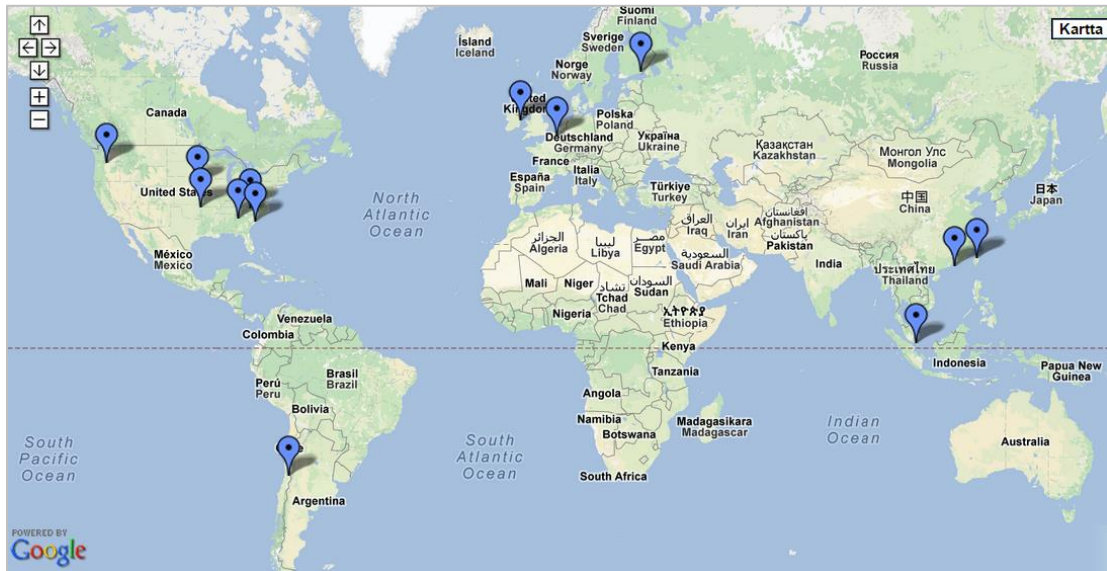 Suomi
Finland
Kartta
Ísland
Iceland
Sverige
Sweden
Norge
Norway
Россия
Russia
Canada
United
Kingdom
Polska
Poland
Deutschland
Germany
Україна
Ukraine
Қазақстан
Kazakhstan
Монгол Улс
Mongolia
France
Italia
Italy
España
Spain
Türkiye
Turkey
United States
中国
China
日本
Japan
North
Atlantic
Ocean
العراق
Iraq
ایران
Iran
افغانستان
Afghanistan
پاکستان
Pakistan
الجزائر
Algeria
ليبيا
Libya
مصر
Egypt
السعودية
Saudi Arabia
México
Mexico
India
ประเทศไทย
Thailand
Mali
Niger
تشاد
Tchad
Chad
السودان
Sudan
Nigeria
ኢትዮጵያ
Ethiopia
Venezuela
Colombia
Kenya
Indonesia
Papua New
Guinea
Tanzania
Perú
Peru
Brasil
Brazil
Bolivia
Angola
Namibia
Botswana
Madagasikara
Madagascar
Indian
Ocean
South
Pacific
Ocean
South
Atlantic
Ocean
Australia
South Africa
Argentina
POWERED BY
Google